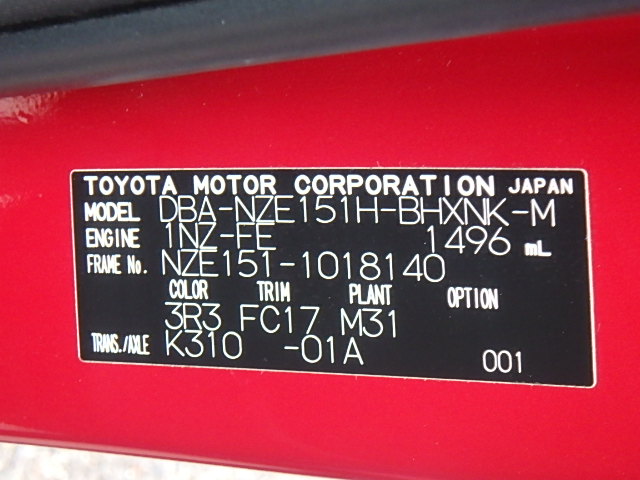 TOYOTA MOTOR CORPORATION JAPAN
MODEL DBA-NZE151H-BHXNK-M
ENGINE 1NZ-FE 1496 mL
FRAME No. NZE151-1018140
COLOR TRIM PLANT OPTION
3R3 FC17 M31
TRANS./AXLE K310 -01A 001